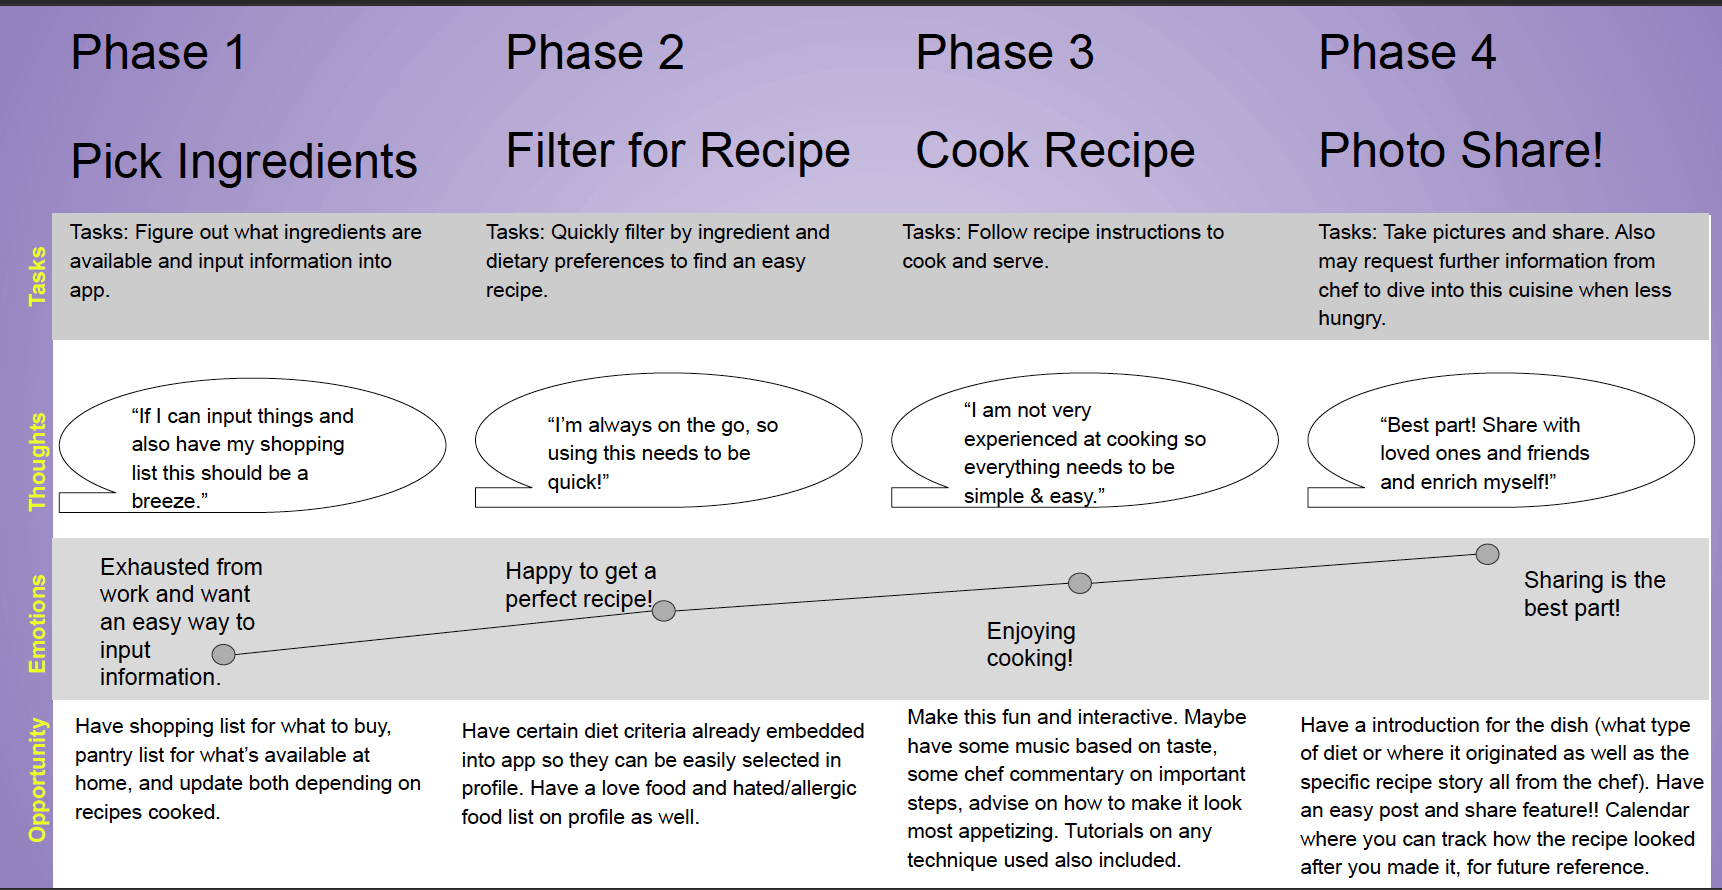 Phase 1
Phase 2
Phase 3
Phase 4
Pick Ingredients
Filter for Recipe
Cook Recipe
Photo Share!
Tasks
Tasks: Figure out what ingredients are
available and input information into
app.
Tasks: Quickly filter by ingredient and
dietary preferences to find an easy
recipe.
Tasks: Follow recipe instructions to
cook and serve.
Tasks: Take pictures and share. Also
may request further information from
chef to dive into this cuisine when less
hungry.
Thoughts
“If I can input things and
also have my shopping
list this should be a
breeze.”
“I’m always on the go, so
using this needs to be
quick!”
“I am not very
experienced at cooking so
everything needs to be
simple & easy.”
“Best part! Share with
loved ones and friends
and enrich myself!”
Emotions
Exhausted from
work and want
an easy way to
input
information.
Happy to get a
perfect recipe!
Enjoying
cooking!
Sharing is the
best part!
Opportunity
Have shopping list for what to buy,
pantry list for what’s available at
home, and update both depending on
recipes cooked.
Have certain diet criteria already embedded
into app so they can be easily selected in
profile. Have a love food and hated/allergic
food list on profile as well.
Make this fun and interactive. Maybe
have some music based on taste,
some chef commentary on important
steps, advise on how to make it look
most appetizing. Tutorials on any
technique used also included.
Have a introduction for the dish (what type
of diet or where it originated as well as the
specific recipe story all from the chef). Have
an easy post and share feature!! Calendar
where you can track how the recipe looked
after you made it, for future reference.